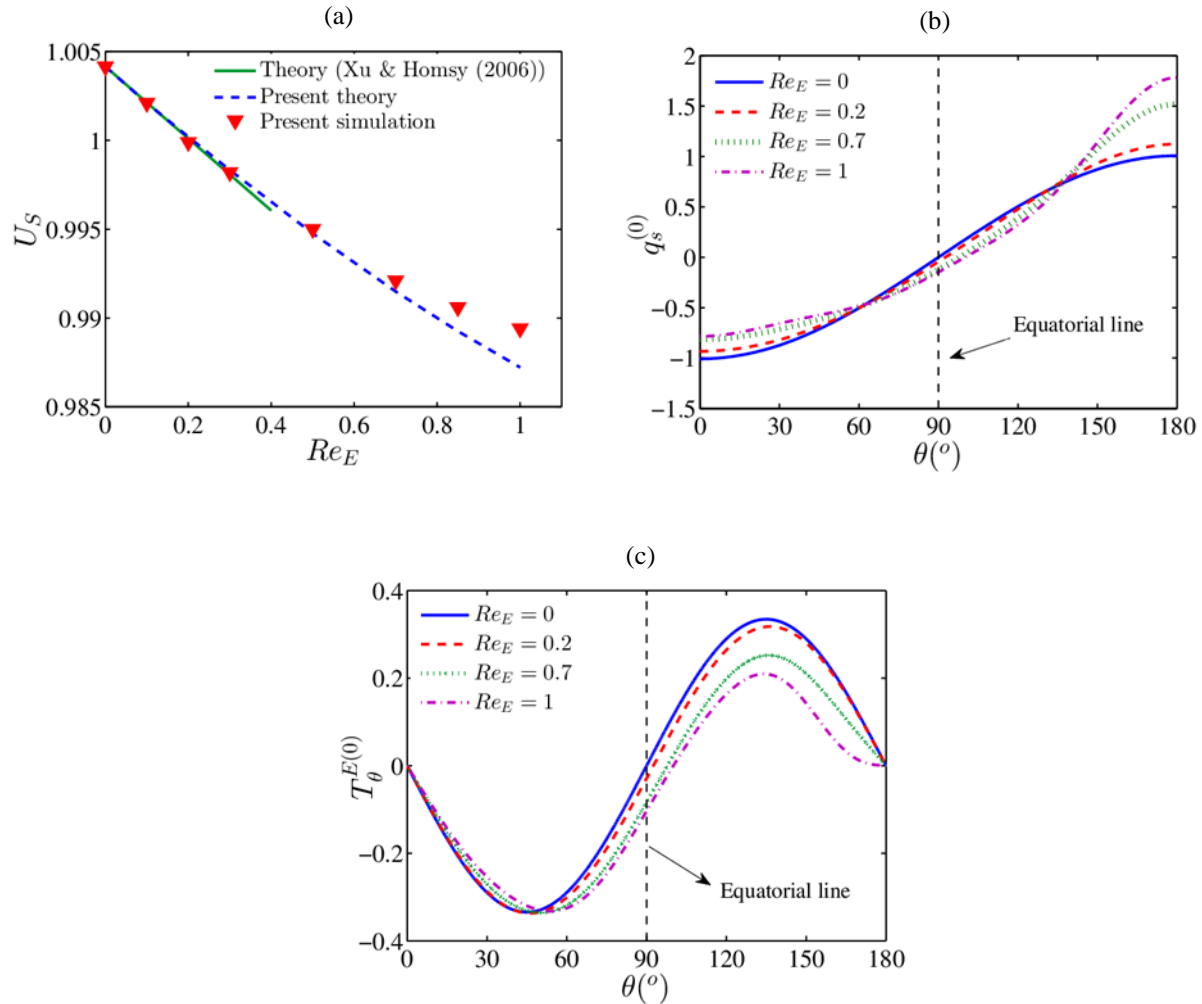 (a)
1.005
1
0.995
0.99
0.985
U_S
0 0.2 0.4 0.6 0.8 1
Re_E
Theory (Xu & Homsy (2006))
Present theory
Present simulation
(b)
2
1.5
1
0.5
0
−0.5
−1
−1.5
q_s^{(0)}
0 30 60 90 120 150 180
θ(°)
Re_E = 0
Re_E = 0.2
Re_E = 0.7
Re_E = 1
Equatorial line
(c)
0.4
0.2
0
−0.2
−0.4
T_θ^{E(0)}
0 30 60 90 120 150 180
θ(°)
Re_E = 0
Re_E = 0.2
Re_E = 0.7
Re_E = 1
Equatorial line